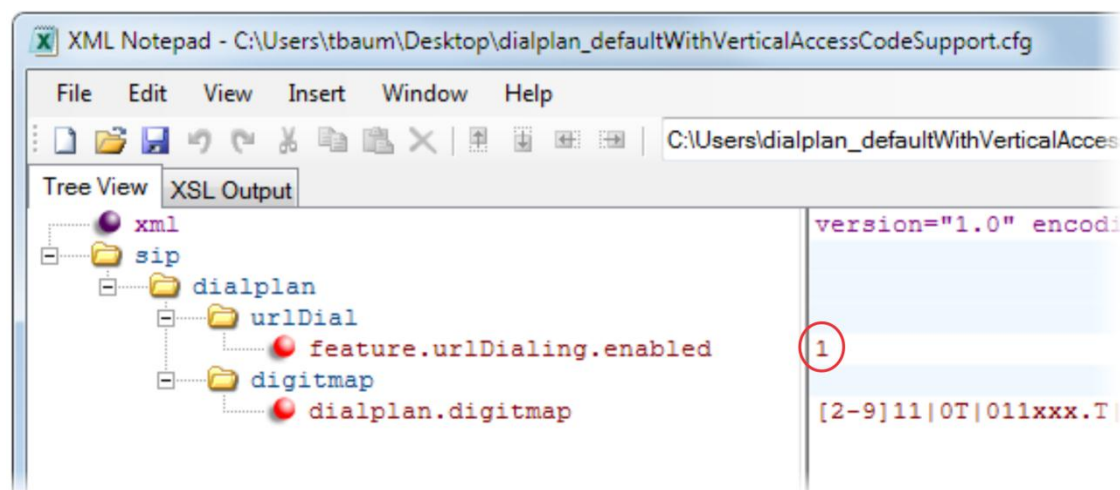 XML Notepad - C:\Users\tbaum\Desktop\dialplan_defaultWithVerticalAccessCodeSupport.cfg
File Edit View Insert Window Help
C:\Users\dialplan_defaultWithVerticalAcces
Tree View XSL Output
xml version="1.0" encodi
sip
dialplan
urlDial
feature.urlDialing.enabled 1
digitmap
dialplan.digitmap [2-9]11|0T|011xxx.T|